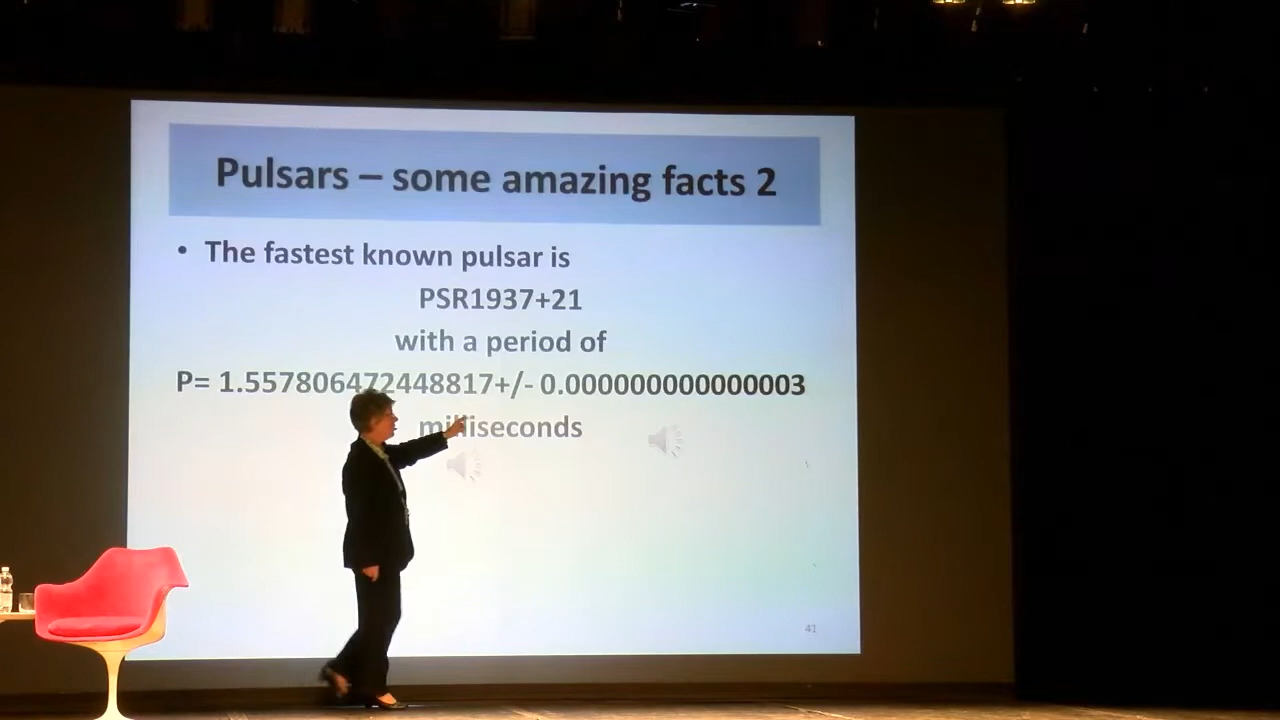 Pulsars – some amazing facts 2
• The fastest known pulsar is
PSR1937+21
with a period of
P= 1.557806472448817+/- 0.000000000000003
milliseconds
41